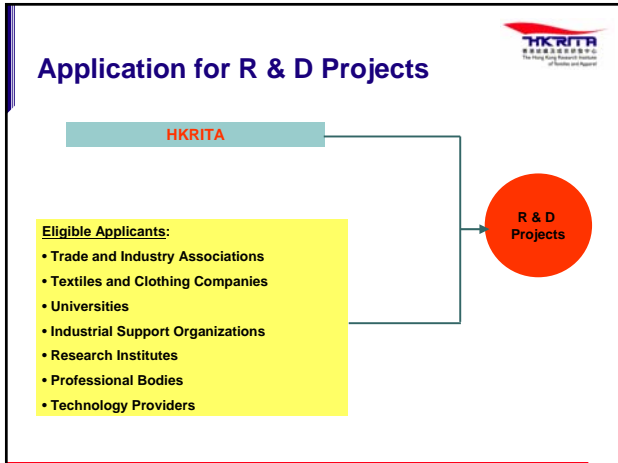 HKRITA
The Hong Kong Research Institute
of Textiles and Apparel
Application for R & D Projects
HKRITA
R & D
Projects
Eligible Applicants:
• Trade and Industry Associations
• Textiles and Clothing Companies
• Universities
• Industrial Support Organizations
• Research Institutes
• Professional Bodies
• Technology Providers